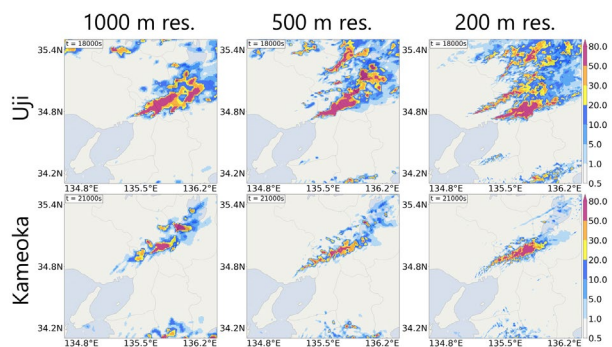 1000 m res. 500 m res. 200 m res.
35.4N t = 18000s 35.4N t = 18000s 35.4N t = 18000s 80.0
50.0
30.0
Uji 34.8N 34.8N 34.8N 20.0
10.0
5.0
1.0
34.2N 34.2N 34.2N 0.5
134.8°E 135.5°E 136.2°E 134.8°E 135.5°E 136.2°E 134.8°E 135.5°E 136.2°E
35.4N t = 21000s 35.4N t = 21000s 35.4N t = 21000s 80.0
50.0
30.0
Kameoka 34.8N 34.8N 34.8N 20.0
10.0
5.0
1.0
34.2N 34.2N 34.2N 0.5
134.8°E 135.5°E 136.2°E 134.8°E 135.5°E 136.2°E 134.8°E 135.5°E 136.2°E